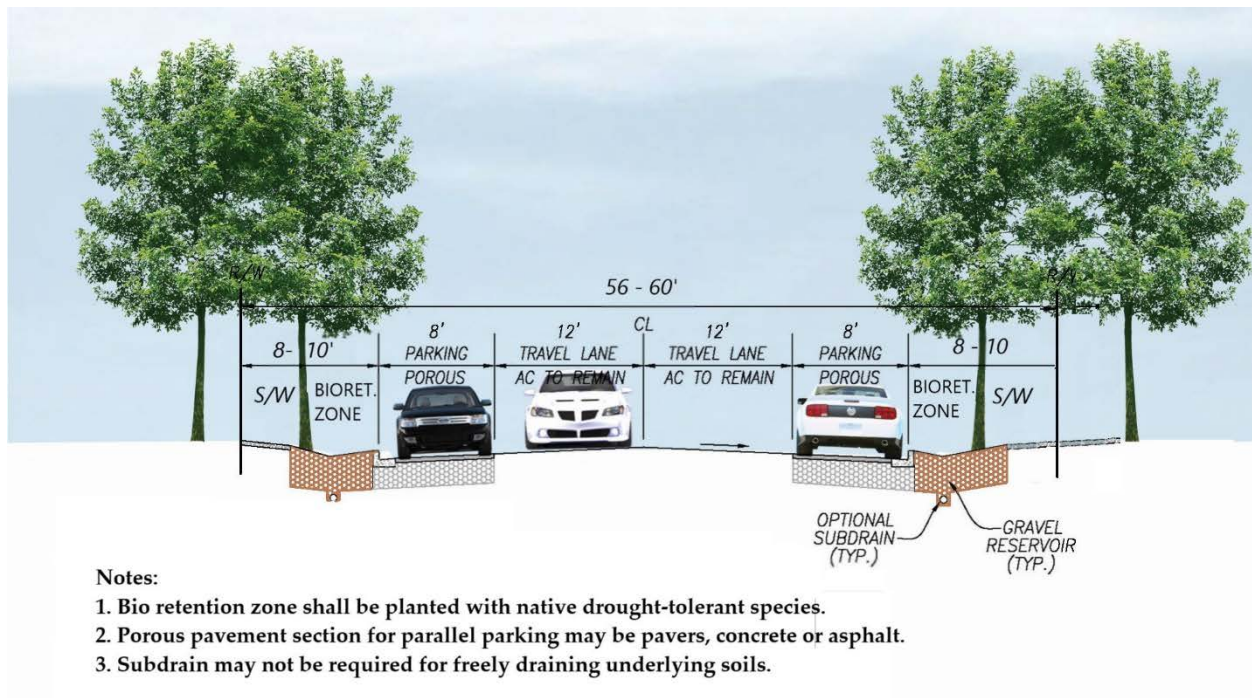 R/W
R/W
56 - 60'
8'
12'
CL
12'
8'
8- 10'
PARKING
TRAVEL LANE
TRAVEL LANE
PARKING
8 - 10
POROUS
AC TO REMAIN
AC TO REMAIN
POROUS
S/W
BIORET.
ZONE
BIORET.
ZONE
S/W
OPTIONAL
SUBDRAIN
(TYP.)
GRAVEL
RESERVOIR
(TYP.)
Notes:
1. Bio retention zone shall be planted with native drought-tolerant species.
2. Porous pavement section for parallel parking may be pavers, concrete or asphalt.
3. Subdrain may not be required for freely draining underlying soils.